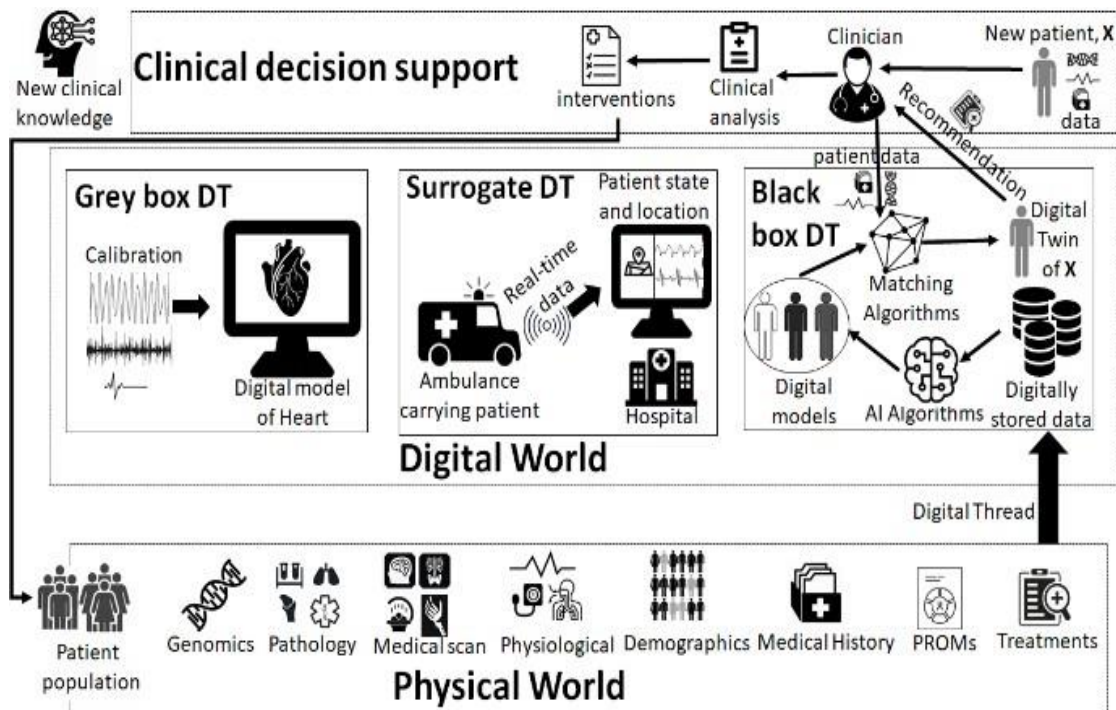 New clinical
knowledge
Clinical decision support
interventions
Clinical
analysis
Clinician
New patient, X
data
Recommendation
patient data
Grey box DT
Calibration
Digital model
of Heart
Surrogate DT
Patient state
and location
Real-time
data
Ambulance
carrying patient
Hospital
Black
box DT
Matching
Algorithms
Digital
Twin
of X
Digital
models
AI Algorithms
Digitally
stored data
Digital World
Digital Thread
Patient
population
Genomics
Pathology
Medical scan
Physiological
Demographics
Medical History
PROMs
Treatments
Physical World